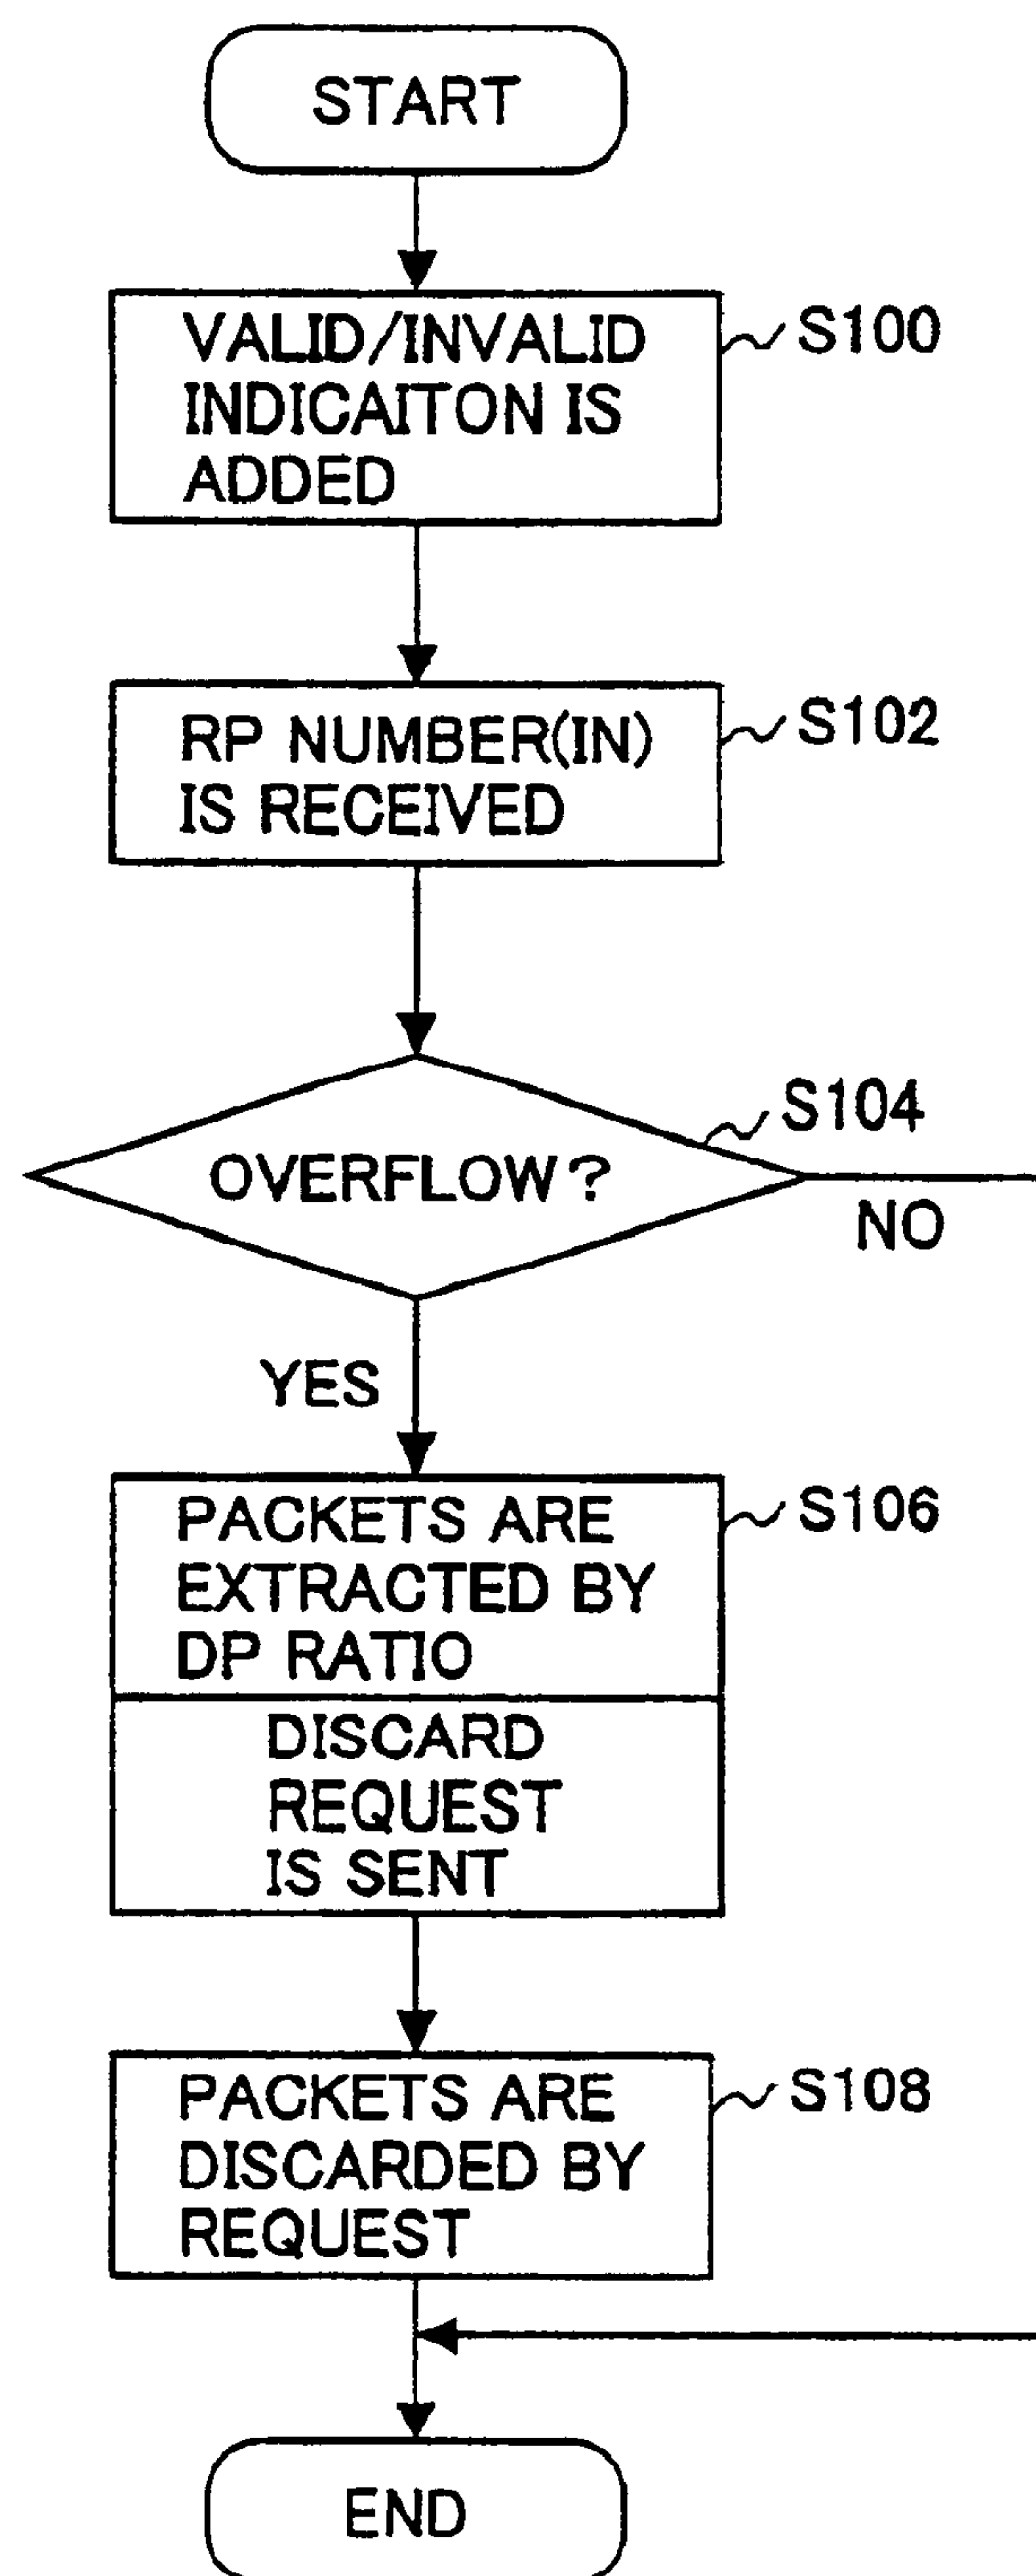 START
VALID/INVALID
INDICAITON IS
ADDED
S100
RP NUMBER(IN)
IS RECEIVED
S102
OVERFLOW?
S104
NO
YES
PACKETS ARE
EXTRACTED BY
DP RATIO
S106
DISCARD
REQUEST
IS SENT
PACKETS ARE
DISCARDED BY
REQUEST
S108
END